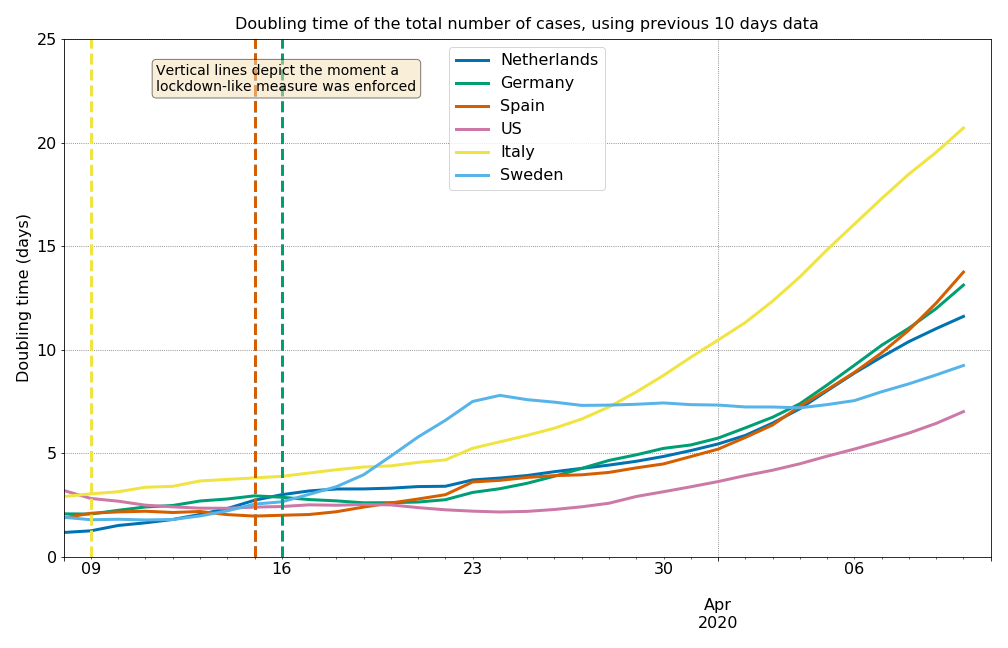 Doubling time of the total number of cases, using previous 10 days data
25
20
15
10
5
0
Doubling time (days)
Vertical lines depict the moment a
lockdown-like measure was enforced
Netherlands
Germany
Spain
US
Italy
Sweden
09
16
23
30
06
Apr
2020